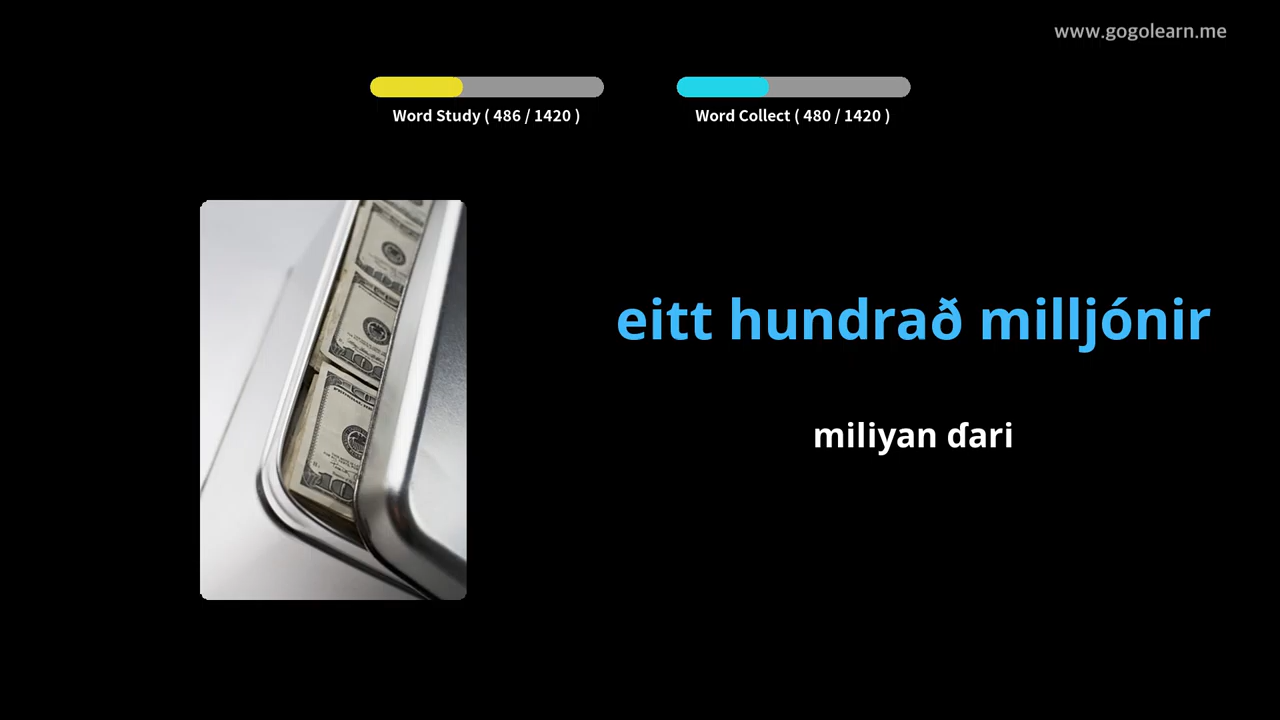 www.gogolearn.me
Word Study ( 486 / 1420 )
Word Collect ( 480 / 1420 )
eitt hundrað milljónir
miliyan ɗari